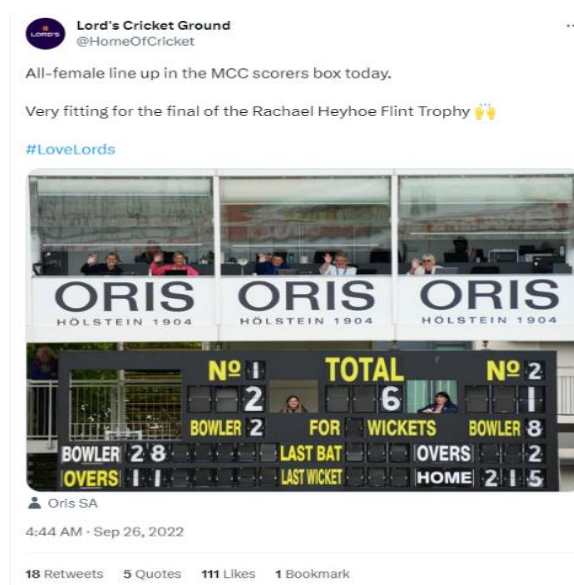 LORD'S
Lord's Cricket Ground
@HomeOfCricket
All-female line up in the MCC scorers box today.
Very fitting for the final of the Rachael Heyhoe Flint Trophy 🙌
#LoveLords
ORIS ORIS ORIS
HÖLSTEIN 1904 HÖLSTEIN 1904 HÖLSTEIN 1904
Nº 1 TOTAL Nº 2
2 6 1
BOWLER 2 FOR WICKETS BOWLER 8
BOWLER 2 8 LAST BAT OVERS 2
OVERS 1 1 LAST WICKET HOME 2 1 5
Oris SA
4:44 AM · Sep 26, 2022
18 Retweets 5 Quotes 111 Likes 1 Bookmark